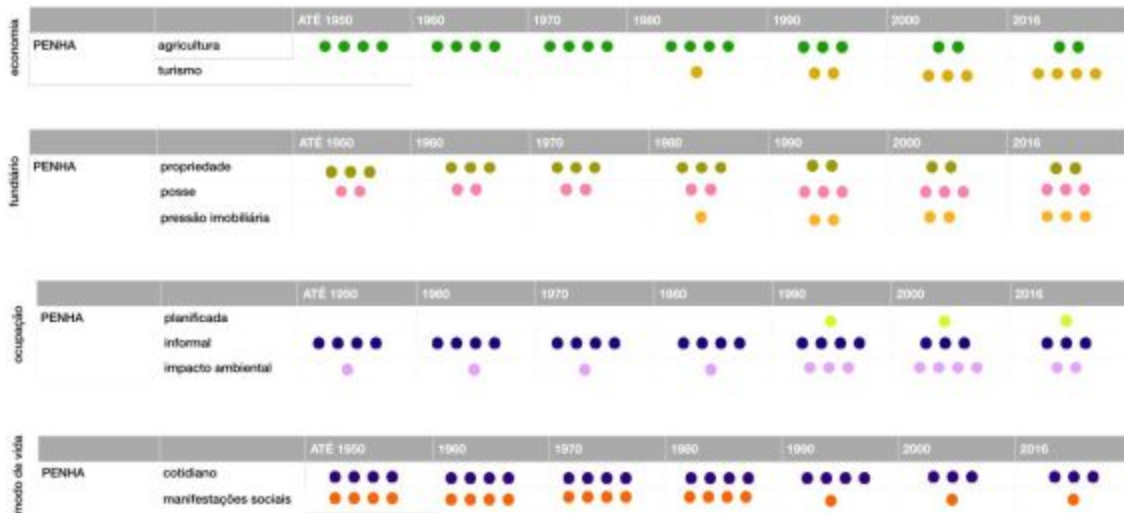 economia
ATÉ 1950 1960 1970 1980 1990 2000 2016
PENHA agricultura
turismo
fundiário
ATÉ 1950 1960 1970 1980 1990 2000 2016
PENHA propriedade
posse
pressão imobiliária
ocupação
ATÉ 1950 1960 1970 1980 1990 2000 2016
PENHA planificada
informal
impacto ambiental
modo de vida
ATÉ 1950 1960 1970 1980 1990 2000 2016
PENHA cotidiano
manifestações sociais